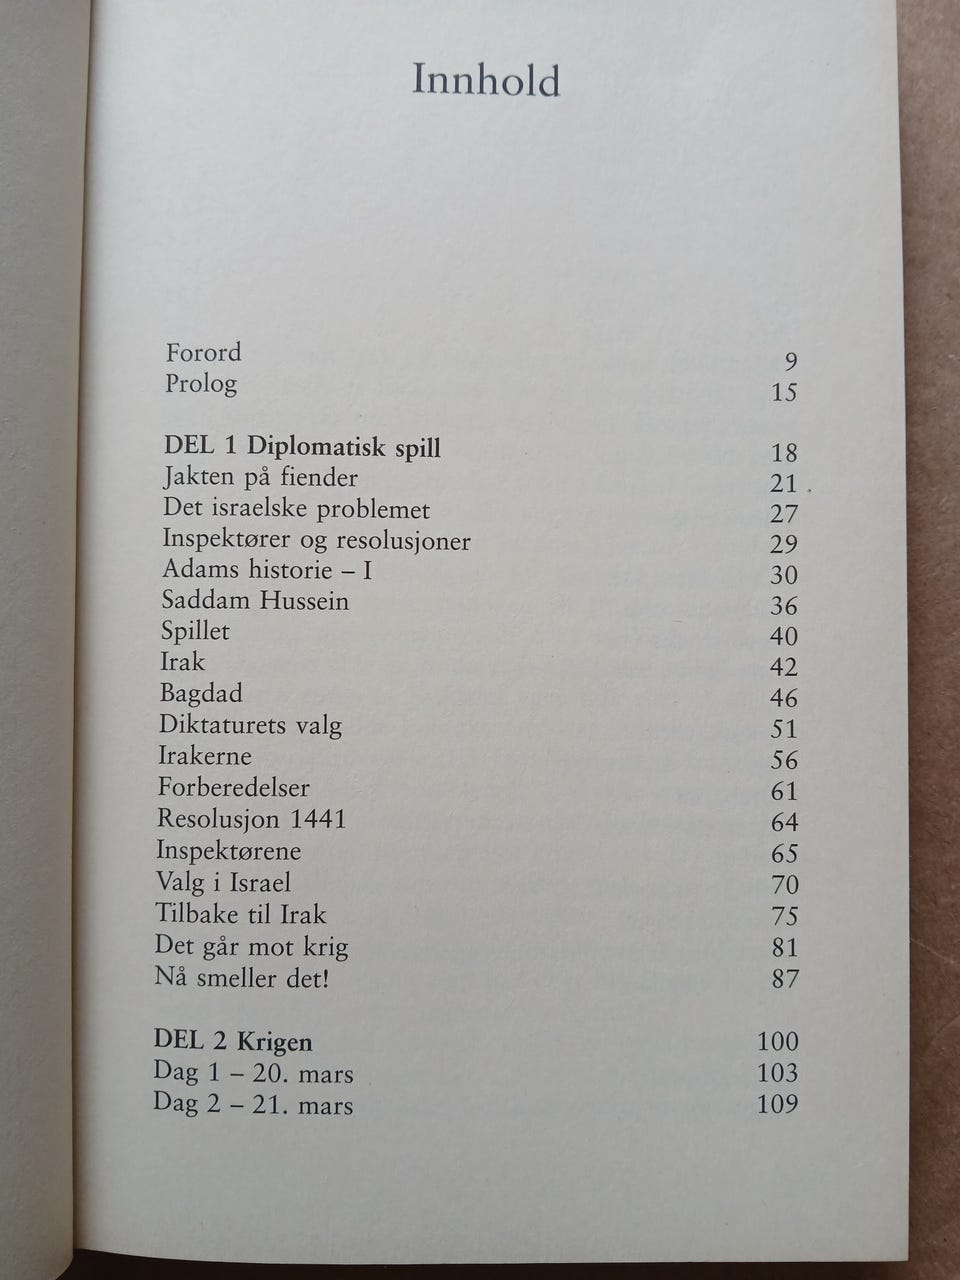 Innhold
Forord 9
Prolog 15
DEL 1 Diplomatisk spill 18
Jakten på fiender 21
Det israelske problemet 27
Inspektører og resolusjoner 29
Adams historie – I 30
Saddam Hussein 36
Spillet 40
Irak 42
Bagdad 46
Diktaturets valg 51
Irakerne 56
Forberedelser 61
Resolusjon 1441 64
Inspektørene 65
Valg i Israel 70
Tilbake til Irak 75
Det går mot krig 81
Nå smeller det! 87
DEL 2 Krigen 100
Dag 1 – 20. mars 103
Dag 2 – 21. mars 109